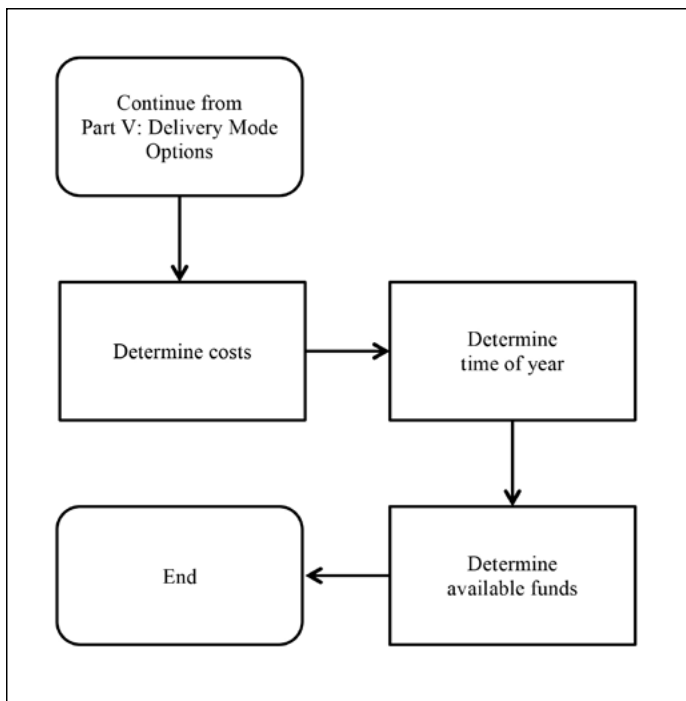 Continue from
Part V: Delivery Mode
Options
Determine costs
Determine
time of year
Determine
available funds
End